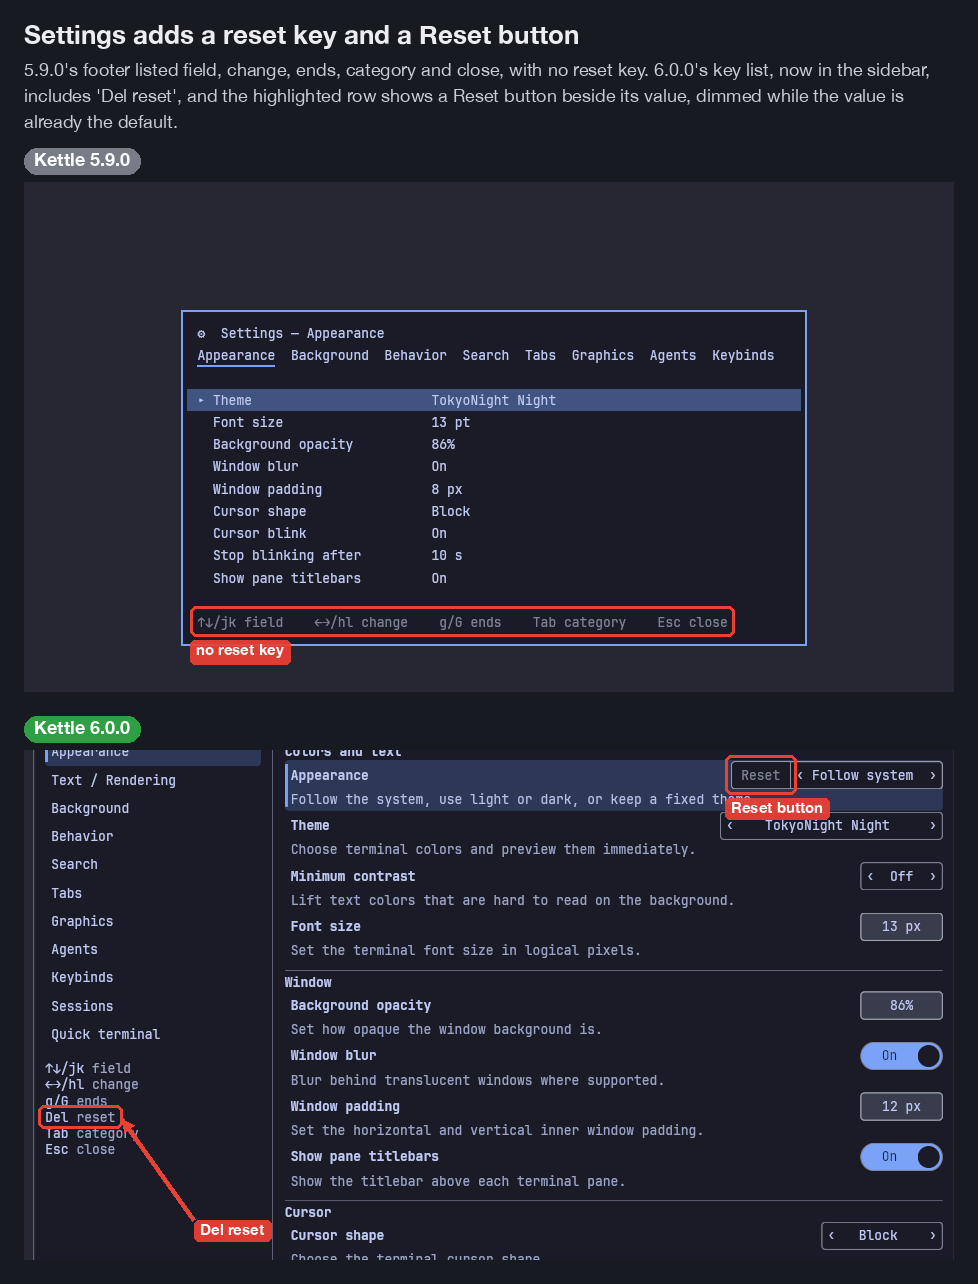 Settings adds a reset key and a Reset button
5.9.0's footer listed field, change, ends, category and close, with no reset key. 6.0.0's key list, now in the sidebar,
includes 'Del reset', and the highlighted row shows a Reset button beside its value, dimmed while the value is
already the default.
Kettle 5.9.0
⚙ Settings — Appearance
Appearance Background Behavior Search Tabs Graphics Agents Keybinds
▸ Theme TokyoNight Night
Font size 13 pt
Background opacity 86%
Window blur On
Window padding 8 px
Cursor shape Block
Cursor blink On
Stop blinking after 10 s
Show pane titlebars On
↑↓/jk field ↔/hl change g/G ends Tab category Esc close
no reset key
Kettle 6.0.0
Appearance
Text / Rendering
Background
Behavior
Search
Tabs
Graphics
Agents
Keybinds
Sessions
Quick terminal
↑↓/jk field
↔/hl change
g/G ends
Del reset
Tab category
Esc close
Del reset
Colors and text
Appearance Reset ‹ Follow system ›
Follow the system, use light or dark, or keep a fixed theme.
Reset button
Theme ‹ TokyoNight Night ›
Choose terminal colors and preview them immediately.
Minimum contrast ‹ Off ›
Lift text colors that are hard to read on the background.
Font size 13 px
Set the terminal font size in logical pixels.
Window
Background opacity 86%
Set how opaque the window background is.
Window blur On
Blur behind translucent windows where supported.
Window padding 12 px
Set the horizontal and vertical inner window padding.
Show pane titlebars On
Show the titlebar above each terminal pane.
Cursor
Cursor shape ‹ Block ›
Choose the terminal cursor shape.